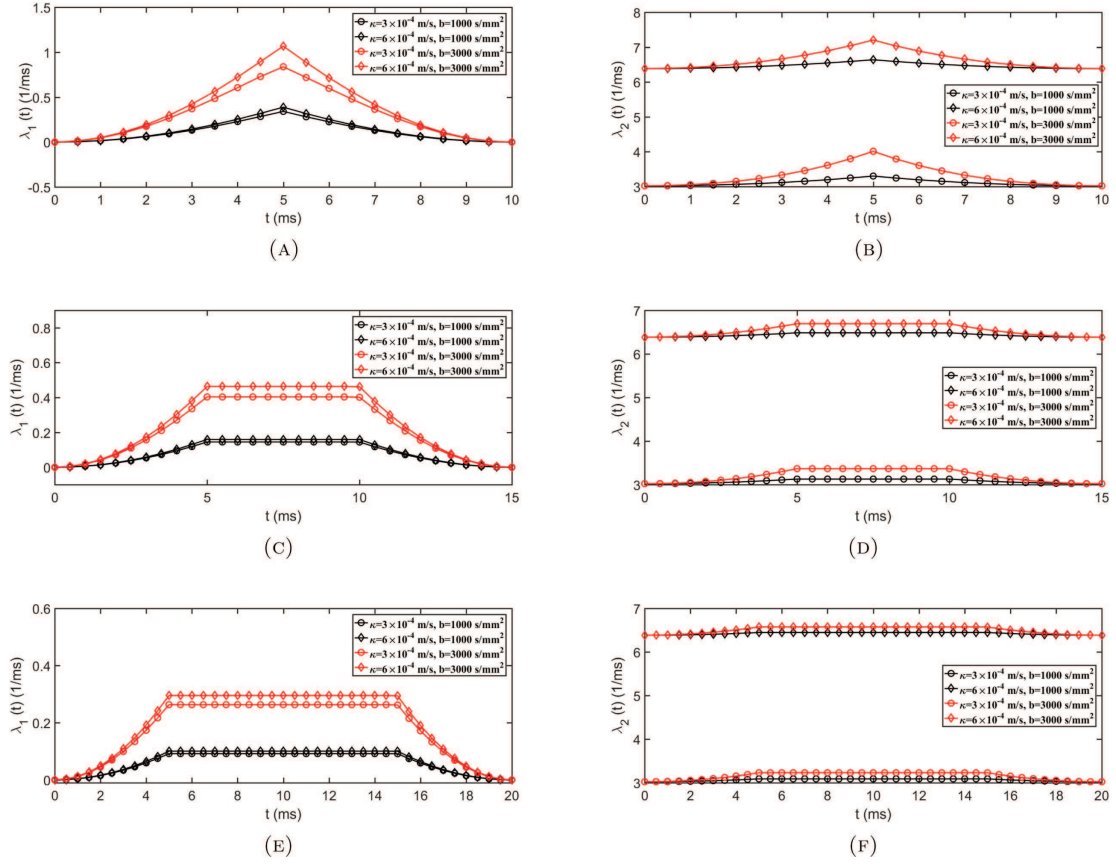 1.5
1
0.5
0
-0.5
λ1 (t) (1/ms)
κ=3×10-4 m/s, b=1000 s/mm2
κ=6×10-4 m/s, b=1000 s/mm2
κ=3×10-4 m/s, b=3000 s/mm2
κ=6×10-4 m/s, b=3000 s/mm2
0 1 2 3 4 5 6 7 8 9 10
t (ms)
(A)
8
7
6
5
4
3
λ2 (t) (1/ms)
κ=3×10-4 m/s, b=1000 s/mm2
κ=6×10-4 m/s, b=1000 s/mm2
κ=3×10-4 m/s, b=3000 s/mm2
κ=6×10-4 m/s, b=3000 s/mm2
0 1 2 3 4 5 6 7 8 9 10
t (ms)
(B)
0.8
0.6
0.4
0.2
0
λ1 (t) (1/ms)
κ=3×10-4 m/s, b=1000 s/mm2
κ=6×10-4 m/s, b=1000 s/mm2
κ=3×10-4 m/s, b=3000 s/mm2
κ=6×10-4 m/s, b=3000 s/mm2
0 5 10 15
t (ms)
(C)
7
6
5
4
3
λ2 (t) (1/ms)
κ=3×10-4 m/s, b=1000 s/mm2
κ=6×10-4 m/s, b=1000 s/mm2
κ=3×10-4 m/s, b=3000 s/mm2
κ=6×10-4 m/s, b=3000 s/mm2
0 5 10 15
t (ms)
(D)
0.6
0.4
0.2
0
λ1 (t) (1/ms)
κ=3×10-4 m/s, b=1000 s/mm2
κ=6×10-4 m/s, b=1000 s/mm2
κ=3×10-4 m/s, b=3000 s/mm2
κ=6×10-4 m/s, b=3000 s/mm2
0 2 4 6 8 10 12 14 16 18 20
t (ms)
(E)
7
6
5
4
3
λ2 (t) (1/ms)
κ=3×10-4 m/s, b=1000 s/mm2
κ=6×10-4 m/s, b=1000 s/mm2
κ=3×10-4 m/s, b=3000 s/mm2
κ=6×10-4 m/s, b=3000 s/mm2
0 2 4 6 8 10 12 14 16 18 20
t (ms)
(F)